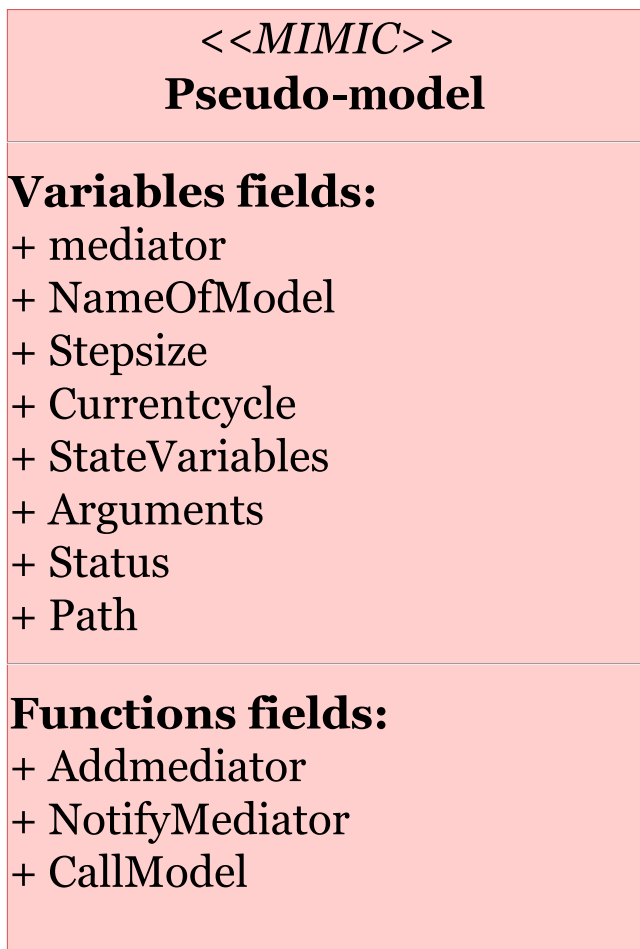 <<MIMIC>>
Pseudo-model
Variables fields:
+ mediator
+ NameOfModel
+ Stepsize
+ Currentcycle
+ StateVariables
+ Arguments
+ Status
+ Path
Functions fields:
+ Addmediator
+ NotifyMediator
+ CallModel